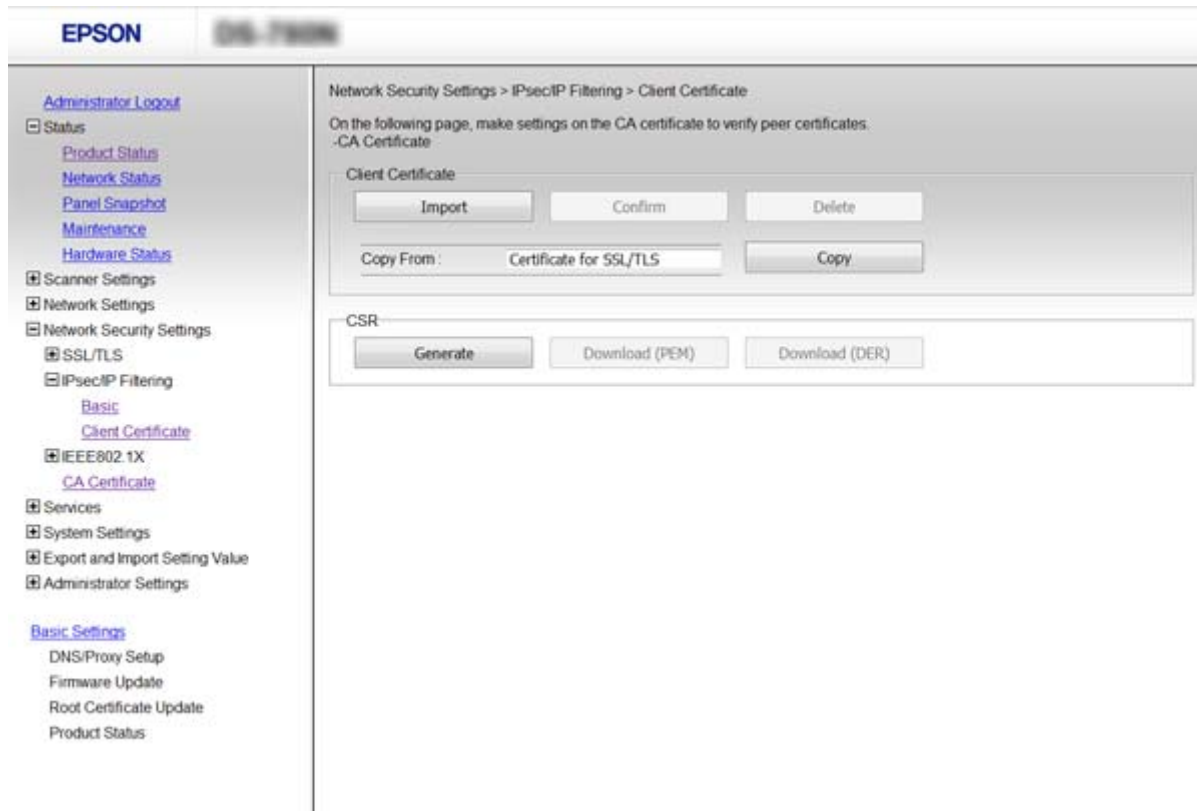 EPSON
Administrator Logout
Status
Product Status
Network Status
Panel Snapshot
Maintenance
Hardware Status
Scanner Settings
Network Settings
Network Security Settings
SSL/TLS
IPsec/IP Filtering
Basic
Client Certificate
IEEE802.1X
CA Certificate
Services
System Settings
Export and Import Setting Value
Administrator Settings
Basic Settings
DNS/Proxy Setup
Firmware Update
Root Certificate Update
Product Status
Network Security Settings > IPsec/IP Filtering > Client Certificate
On the following page, make settings on the CA certificate to verify peer certificates.
-CA Certificate
Client Certificate
Import Confirm Delete
Copy From : Certificate for SSL/TLS Copy
CSR
Generate Download (PEM) Download (DER)